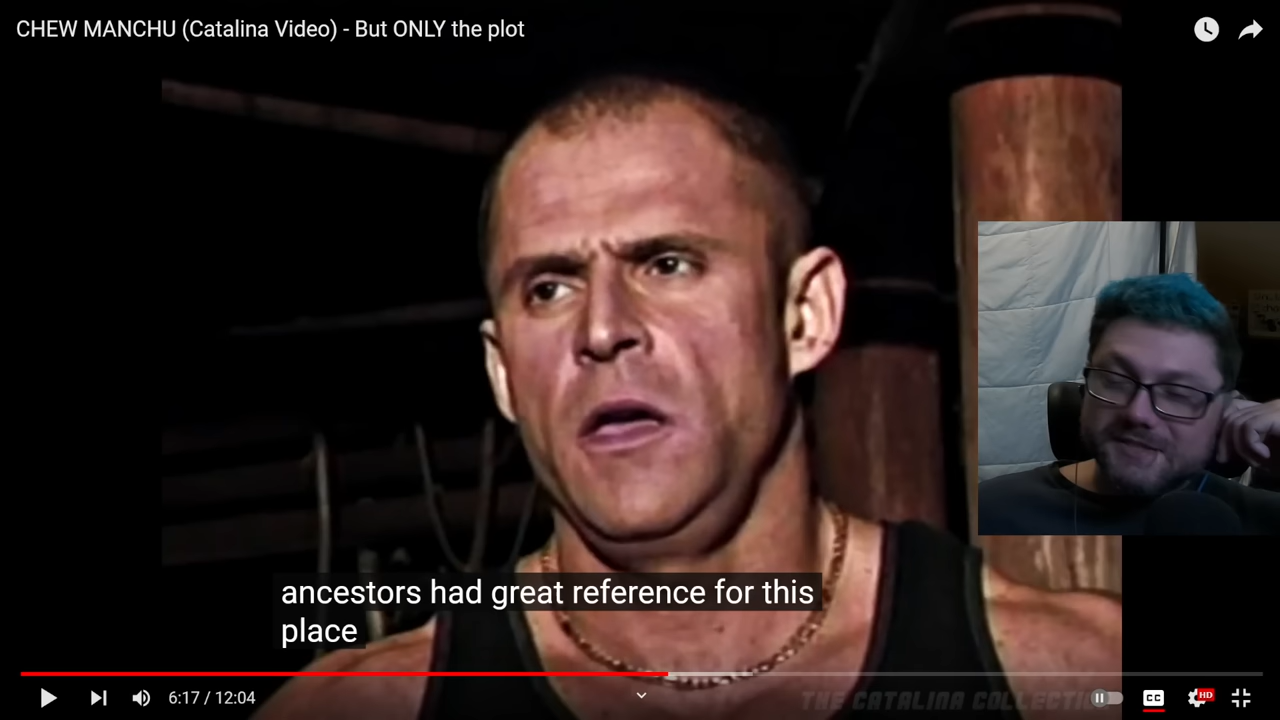 CHEW MANCHU (Catalina Video) - But ONLY the plot
ancestors had great reference for this
place
6:17 / 12:04
CC
HD
THE CATALINA COLLECTION